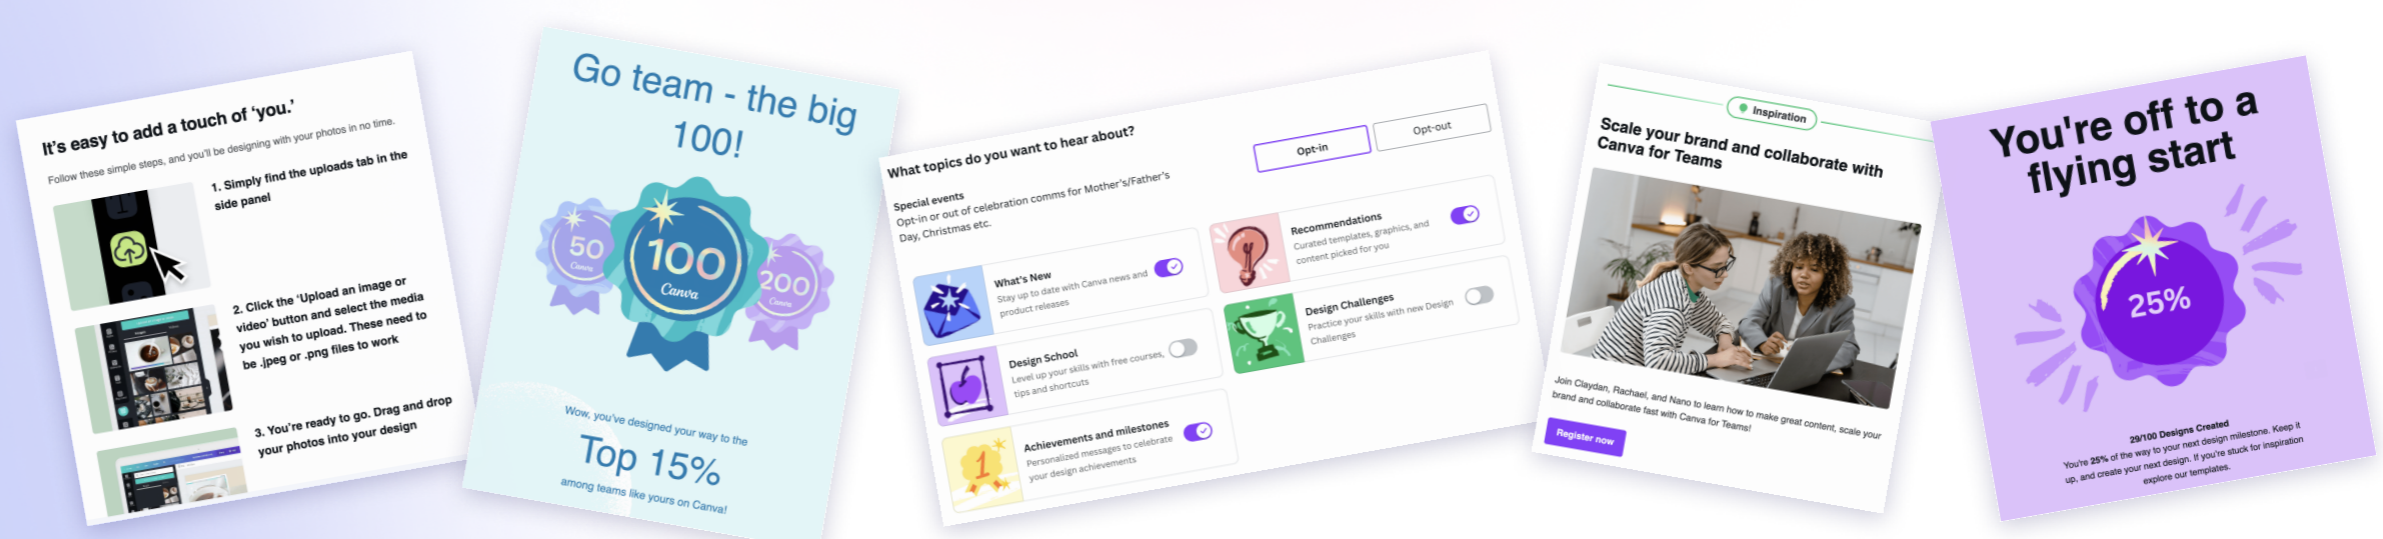 It's easy to add a touch of 'you.'
Follow these simple steps, and you'll be designing with your photos in no time.
1. Simply find the uploads tab in the
side panel
2. Click the 'Upload an image or
video' button and select the media
you wish to upload. These need to
be .jpeg or .png files to work
3. You're ready to go. Drag and drop
your photos into your design
Go team - the big
100!
50
Canva
100
Canva
200
Canva
Wow, you've designed your way to the
Top 15%
among teams like yours on Canva!
What topics do you want to hear about?
Opt-in
Opt-out
Special events
Opt-in or out of celebration comms for Mother's/Father's
Day, Christmas etc.
What's New
Stay up to date with Canva news and
product releases
Recommendations
Curated templates, graphics, and
content picked for you
Design School
Level up your skills with free courses,
tips and shortcuts
Design Challenges
Practice your skills with new Design
Challenges
1
Achievements and milestones
Personalized messages to celebrate
your design achievements
Inspiration
Scale your brand and collaborate with
Canva for Teams
Join Claydan, Rachael, and Nano to learn how to make great content, scale your
brand and collaborate fast with Canva for Teams!
Register now
You're off to a
flying start
25%
29/100 Designs Created
You're 25% of the way to your next design milestone. Keep it
up, and create your next design. If you're stuck for inspiration
explore our templates.